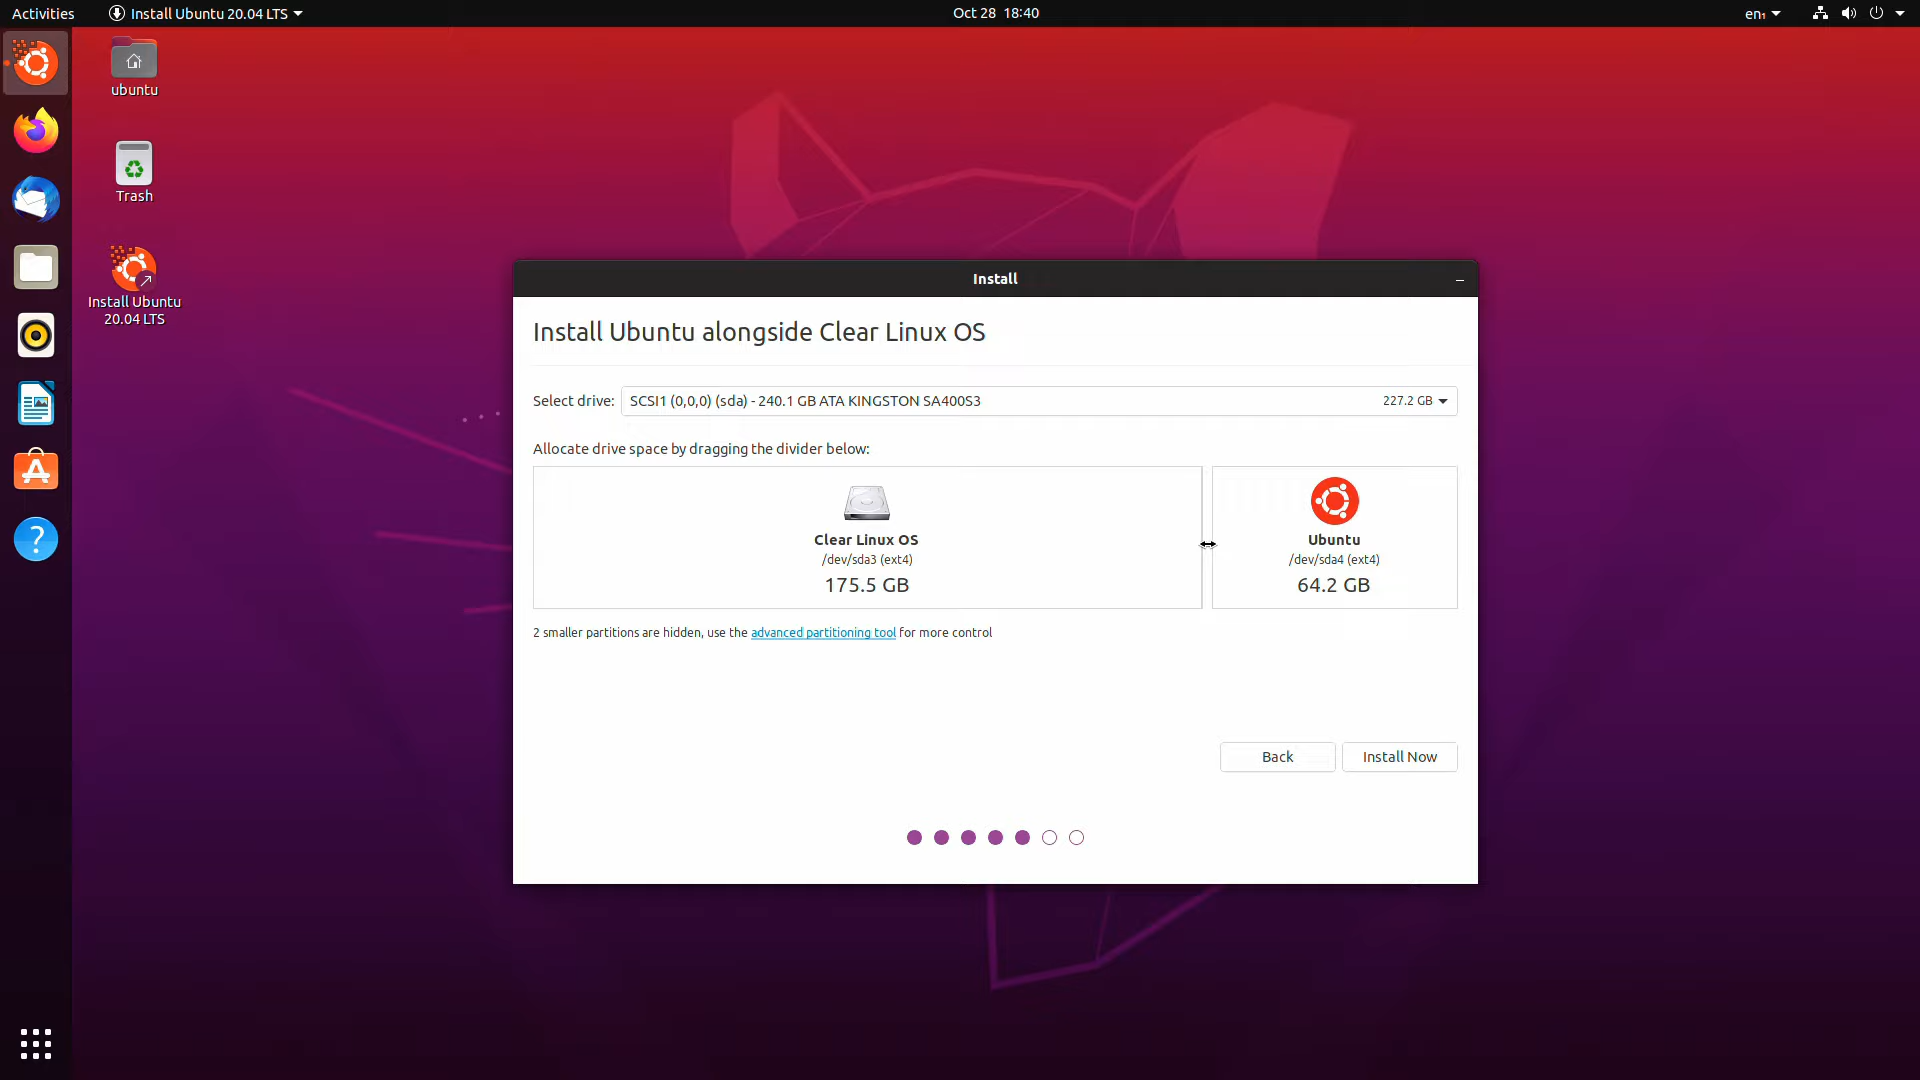 Activities
Install Ubuntu 20.04 LTS
Oct 28 18:40
en₁
ubuntu
Trash
Install Ubuntu
20.04 LTS
Install
Install Ubuntu alongside Clear Linux OS
Select drive:
SCSI1 (0,0,0) (sda) - 240.1 GB ATA KINGSTON SA400S3
227.2 GB
Allocate drive space by dragging the divider below:
Clear Linux OS
/dev/sda3 (ext4)
175.5 GB
Ubuntu
/dev/sda4 (ext4)
64.2 GB
2 smaller partitions are hidden, use the advanced partitioning tool for more control
Back
Install Now